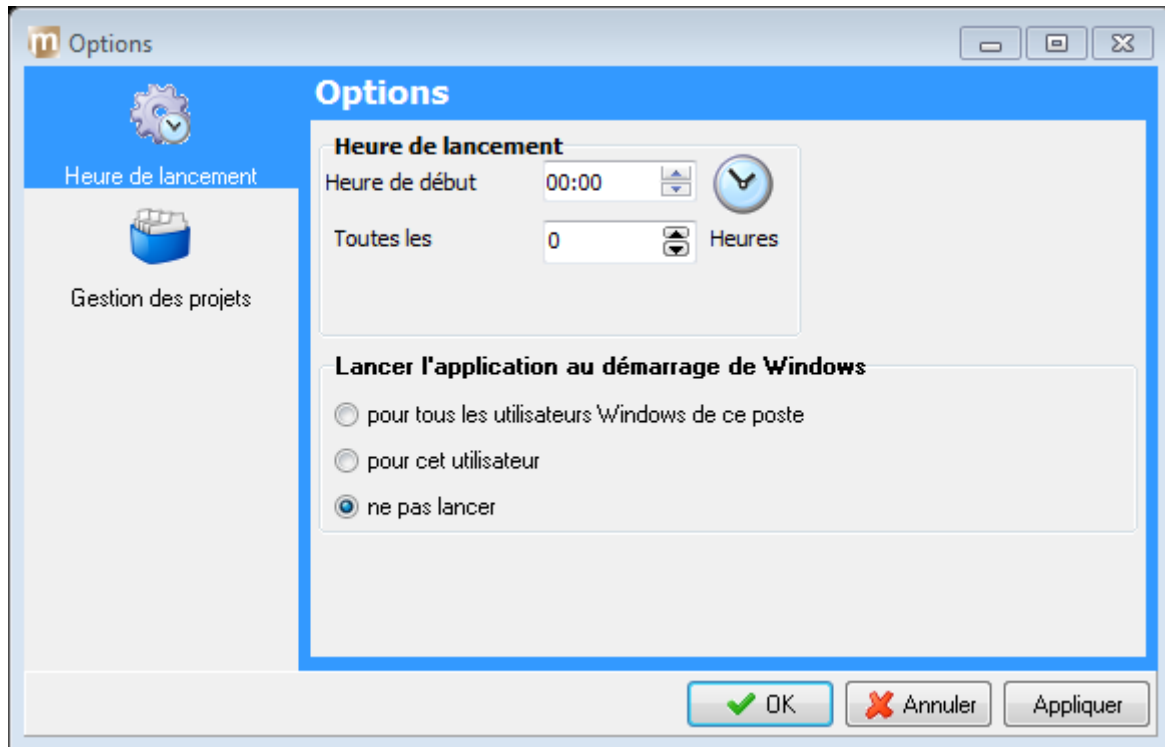 Options
Options
Heure de lancement
Heure de lancement
Heure de début 00:00
Toutes les 0 Heures
Gestion des projets
Lancer l'application au démarrage de Windows
pour tous les utilisateurs Windows de ce poste
pour cet utilisateur
ne pas lancer
OK Annuler Appliquer